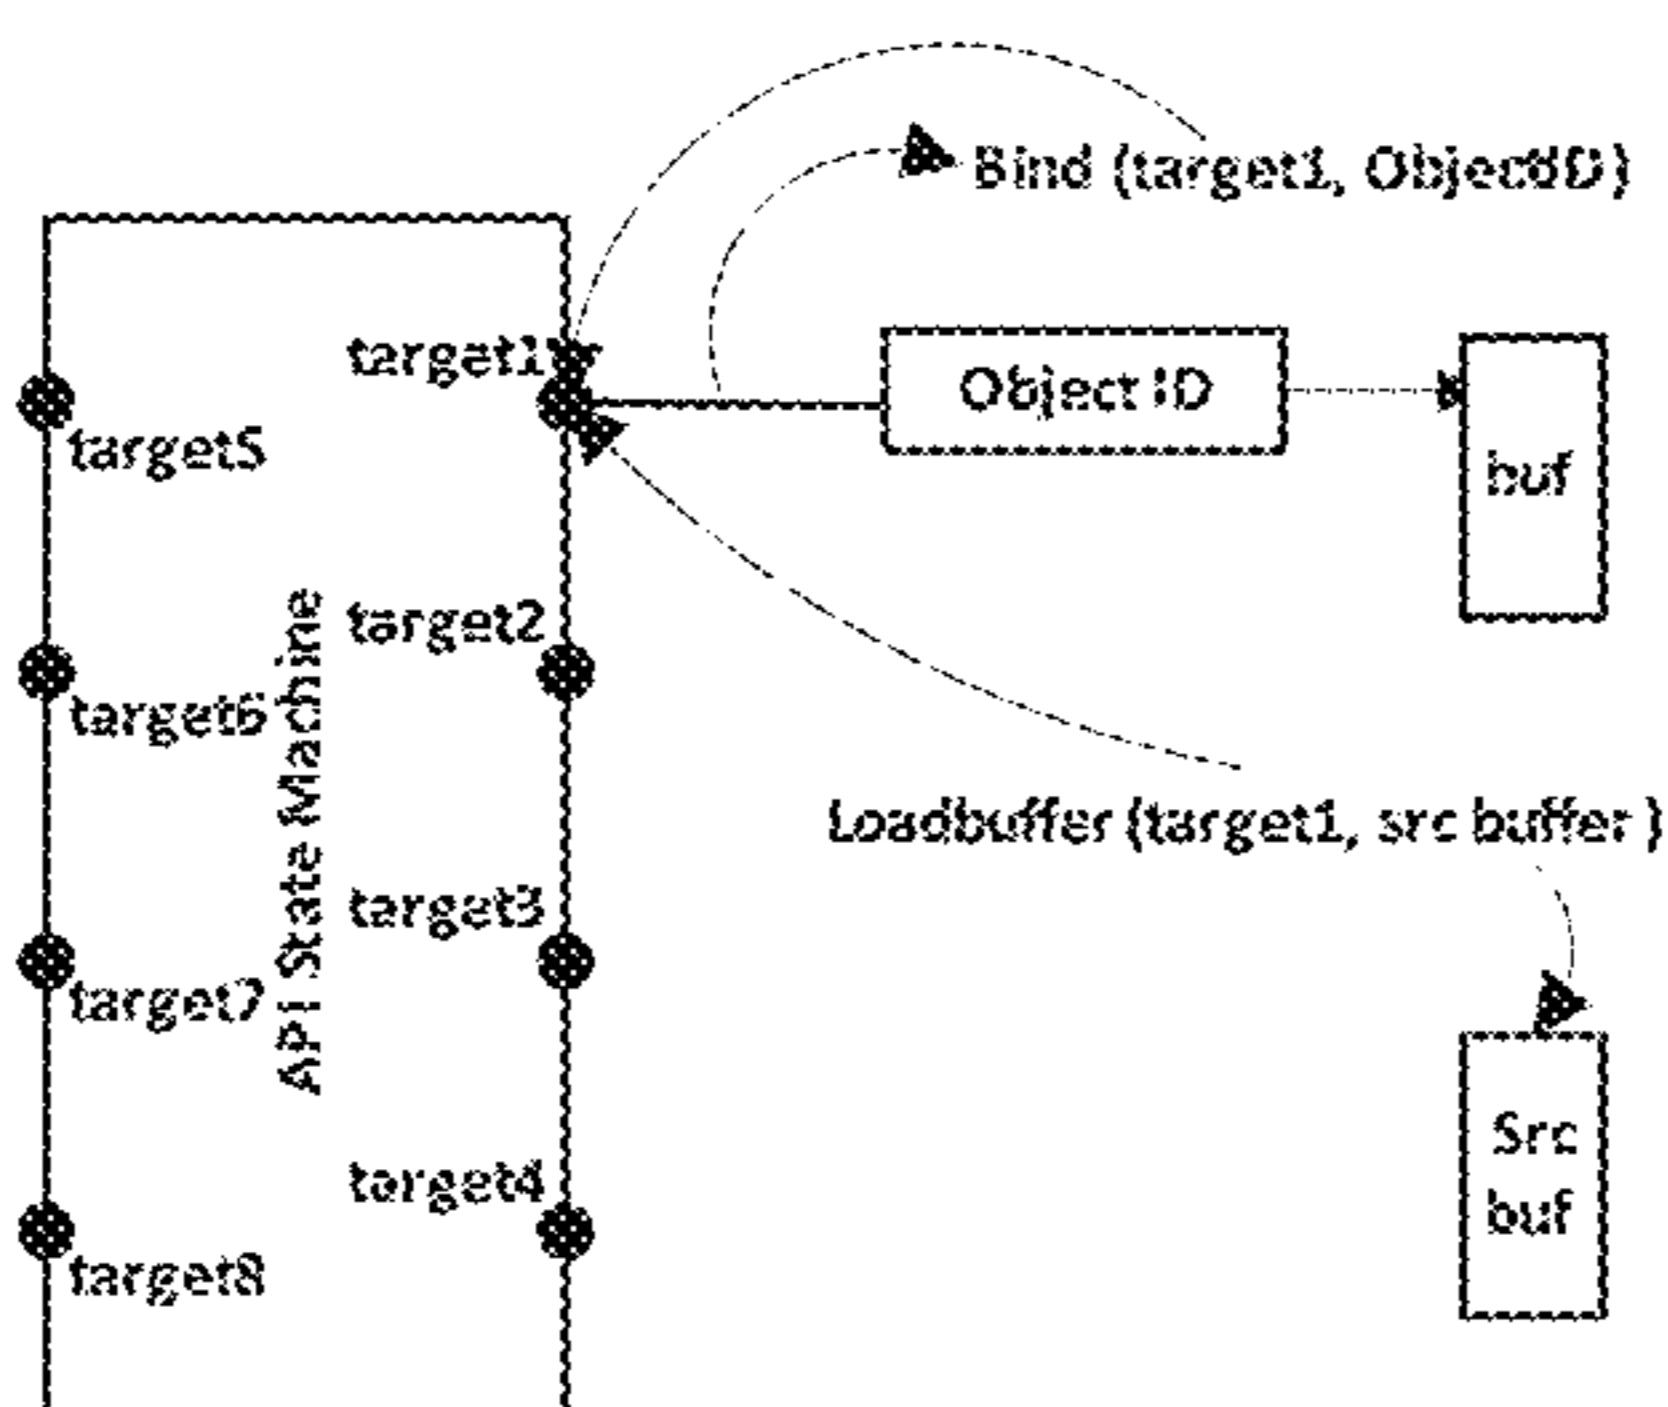 Bind (target1, ObjectID)
target1
Object ID
target5
buf
target2
target6
API State Machine
Loadbuffer (target1, src buffer )
target3
target7
Src
buf
target4
target8